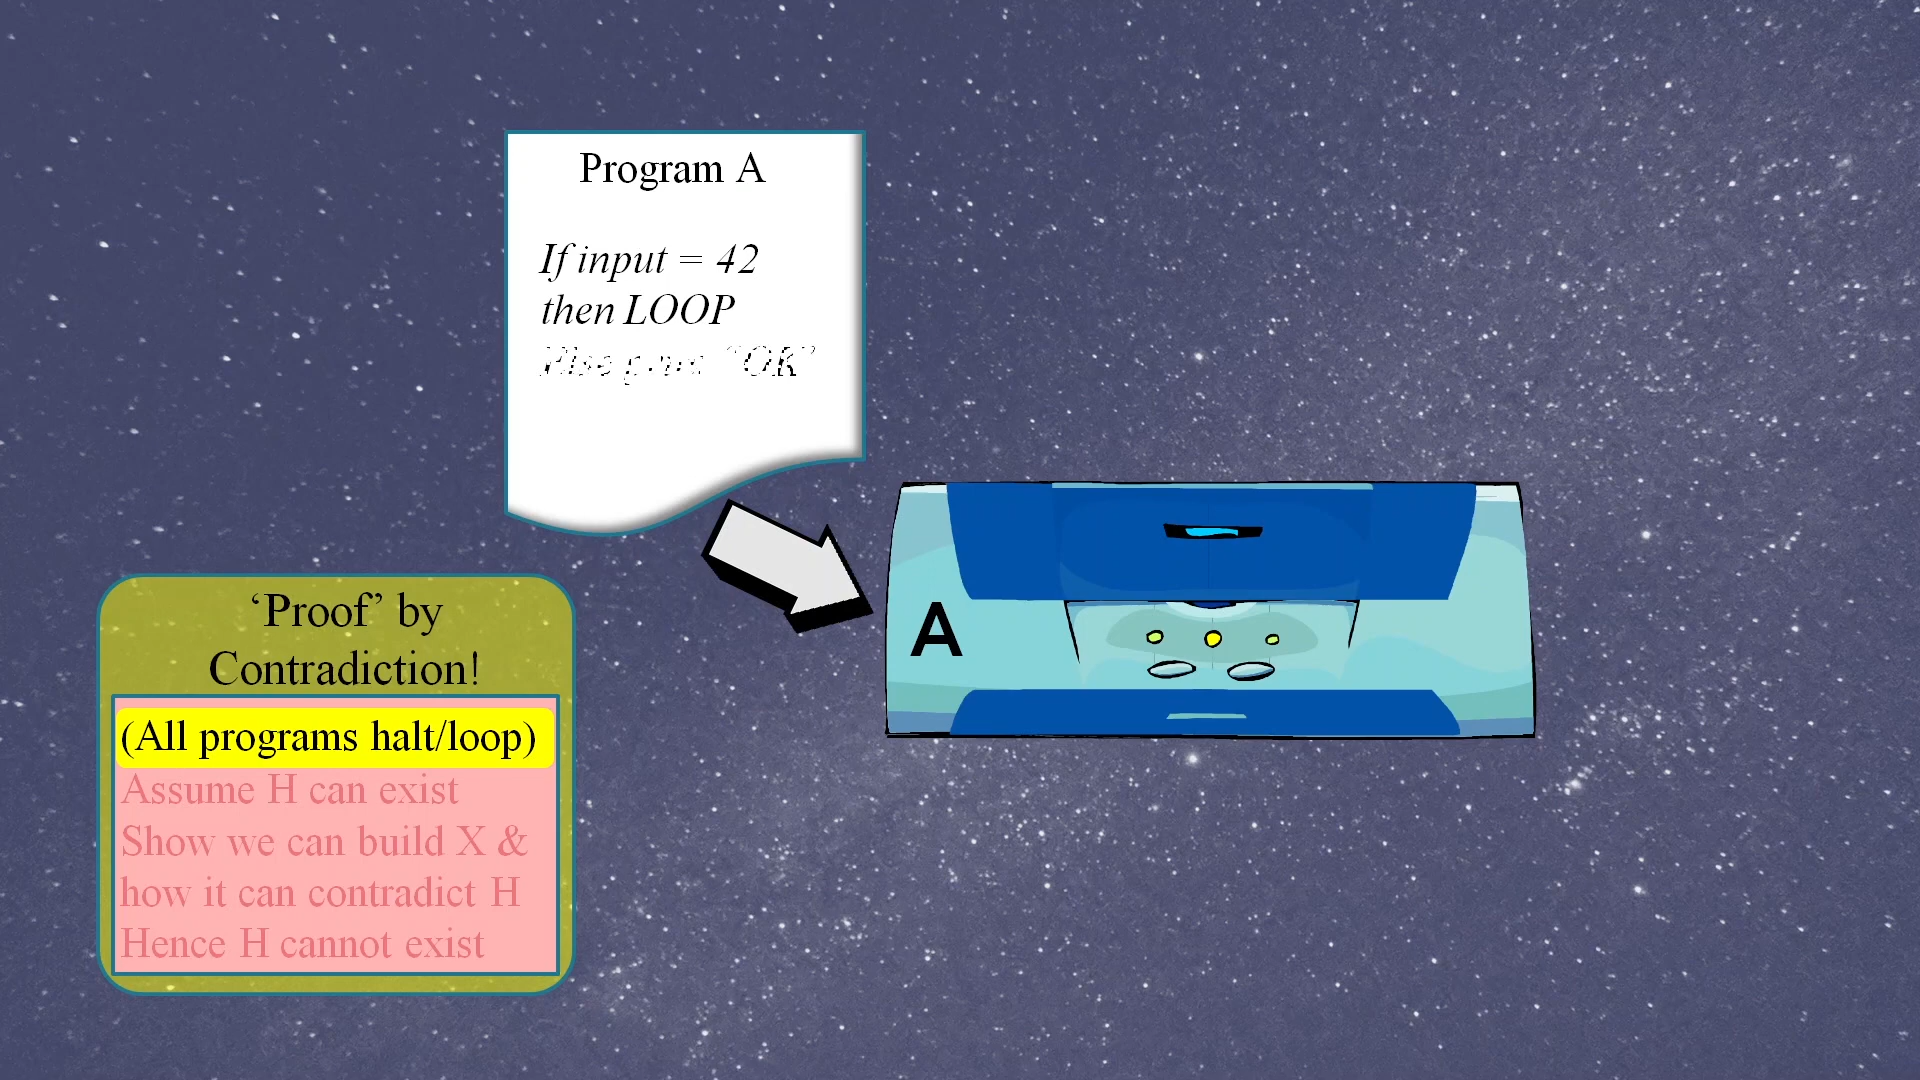 Program A
If input = 42
then LOOP
"OK"
A
‘Proof’ by
Contradiction!
(All programs halt/loop)
Assume H can exist
Show we can build X &
how it can contradict H
Hence H cannot exist